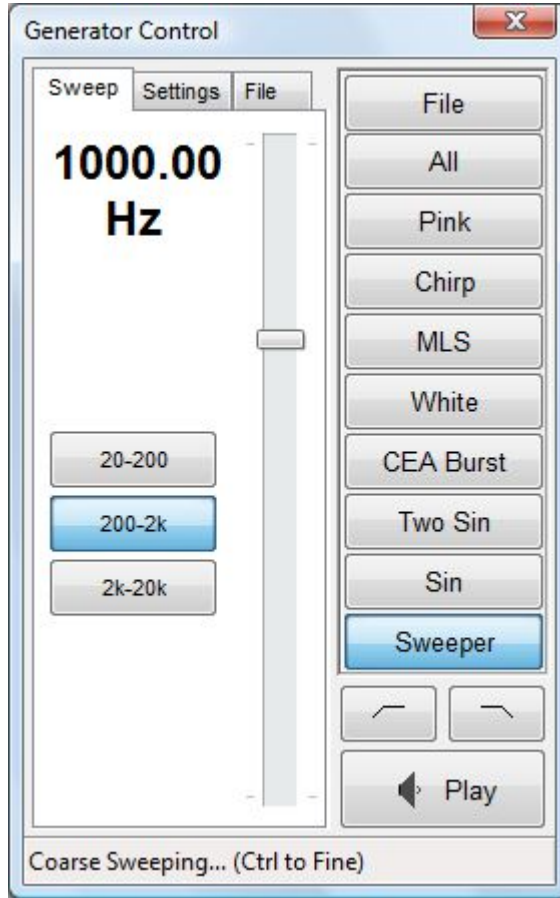 Generator Control
Sweep Settings File
1000.00
Hz
20-200
200-2k
2k-20k
File
All
Pink
Chirp
MLS
White
CEA Burst
Two Sin
Sin
Sweeper
Play
Coarse Sweeping... (Ctrl to Fine)